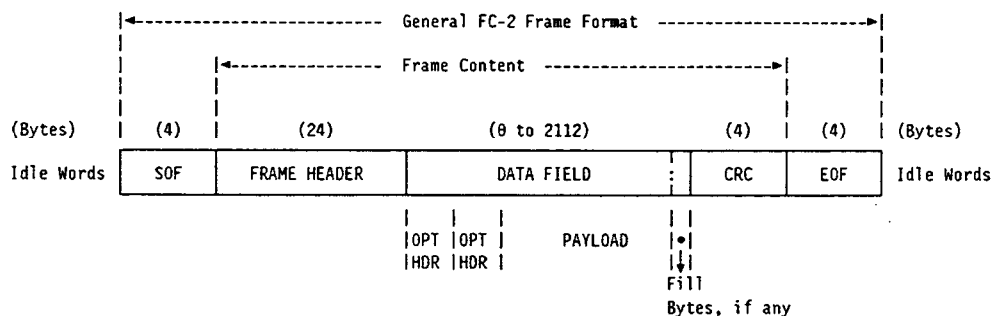 General FC-2 Frame Format
Frame Content
(Bytes) (4) (24) (0 to 2112) (4) (4) (Bytes)
Idle Words SOF FRAME HEADER DATA FIELD : CRC EOF Idle Words
OPT OPT PAYLOAD
HDR HDR
Fill
Bytes, if any